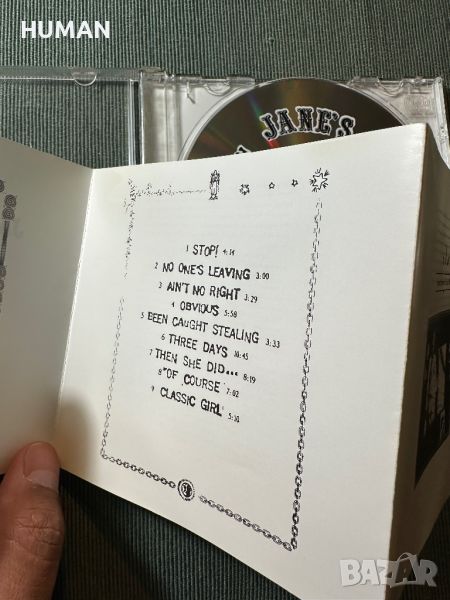 HUMAN
JANE'S
1 STOP! 4:14
2 NO ONE'S LEAVING 3:00
3 AIN'T NO RIGHT 3:29
4 OBVIOUS 5:58
5 BEEN CAUGHT STEALING 3:33
6 THREE DAYS 10:45
7 THEN SHE DID... 8:19
8 "OF COURSE" 7:02
9 CLASSIC GIRL 5:10
BAZAR